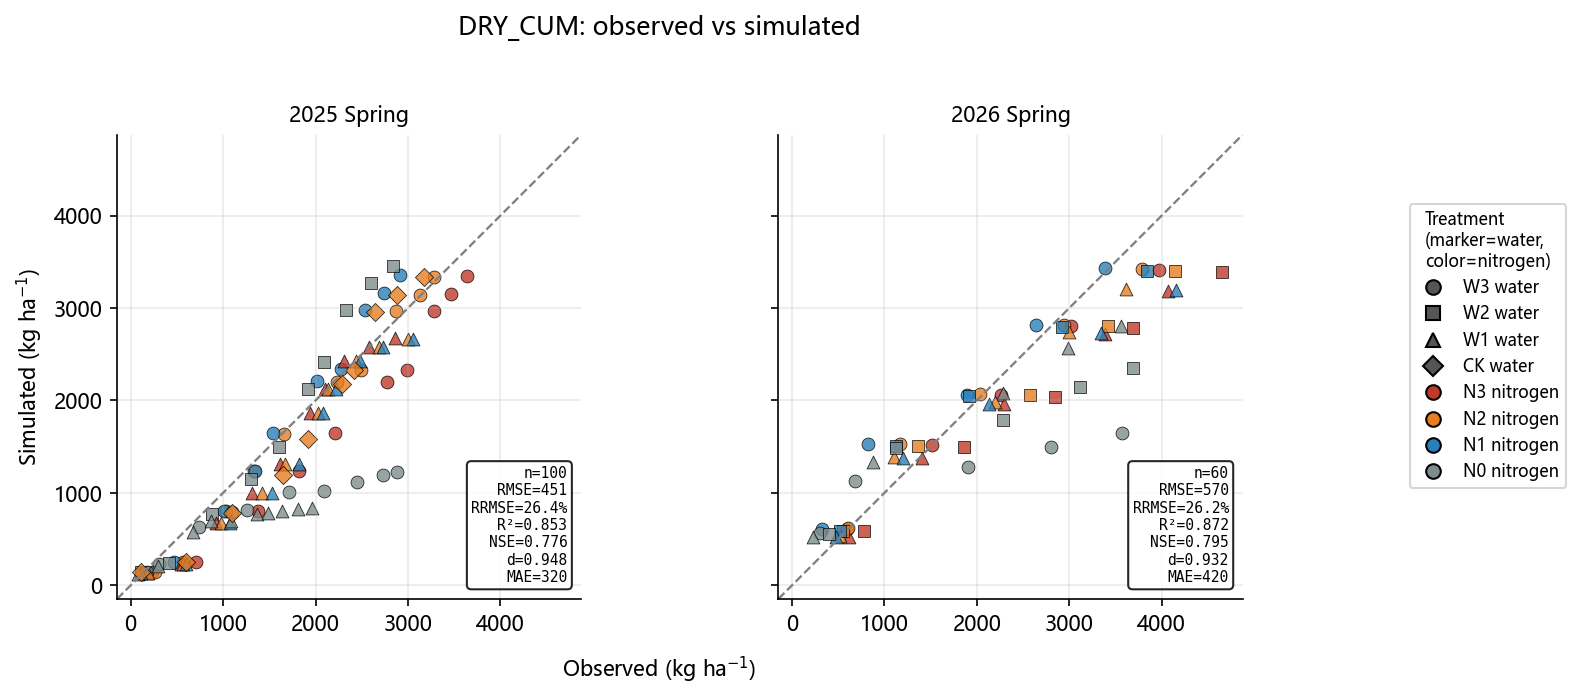 DRY_CUM: observed vs simulated
2025 Spring
2026 Spring
Simulated (kg ha⁻¹)
4000
3000
2000
1000
0
n=100
RMSE=451
RRMSE=26.4%
R²=0.853
NSE=0.776
d=0.948
MAE=320
n=60
RMSE=570
RRMSE=26.2%
R²=0.872
NSE=0.795
d=0.932
MAE=420
0 1000 2000 3000 4000
0 1000 2000 3000 4000
Observed (kg ha⁻¹)
Treatment
(marker=water,
color=nitrogen)
W3 water
W2 water
W1 water
CK water
N3 nitrogen
N2 nitrogen
N1 nitrogen
N0 nitrogen